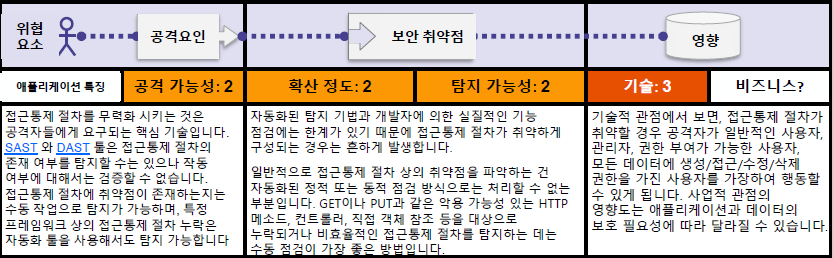 위협
요소
공격요인
보안 취약점
영향
애플리케이션 특징
공격 가능성: 2
확산 정도: 2
탐지 가능성: 2
기술: 3
비즈니스?
접근통제 절차를 무력화 시키는 것은
공격자들에게 요구되는 핵심 기술입니다.
SAST 와 DAST 툴은 접근통제 절차의
존재 여부를 탐지할 수는 있으나 작동
여부에 대해서는 검증할 수 없습니다.
접근통제 절차에 취약점이 존재하는지는
수동 작업으로 탐지가 가능하며, 특정
프레임워크 상의 접근통제 절차 누락은
자동화 툴을 사용해서도 탐지 가능합니다
자동화된 탐지 기법과 개발자에 의한 실질적인 기능
점검에는 한계가 있기 때문에 접근통제 절차가 취약하게
구성되는 경우는 흔하게 발생합니다.
일반적으로 접근통제 절차 상의 취약점을 파악하는 건
자동화된 정적 또는 동적 점검 방식으로는 처리할 수 없는
부분입니다. GET이나 PUT과 같은 악용 가능성 있는 HTTP
메소드, 컨트롤러, 직접 객체 참조 등을 대상으로
누락되거나 비효율적인 접근통제 절차를 탐지하는 데는
수동 점검이 가장 좋은 방법입니다.
기술적 관점에서 보면, 접근통제 절차가
취약할 경우 공격자가 일반적인 사용자,
관리자, 권한 부여가 가능한 사용자,
모든 데이터에 생성/접근/수정/삭제
권한을 가진 사용자를 가장하여 행동할
수 있게 됩니다. 사업적 관점의
영향도는 애플리케이션과 데이터의
보호 필요성에 따라 달라질 수 있습니다.